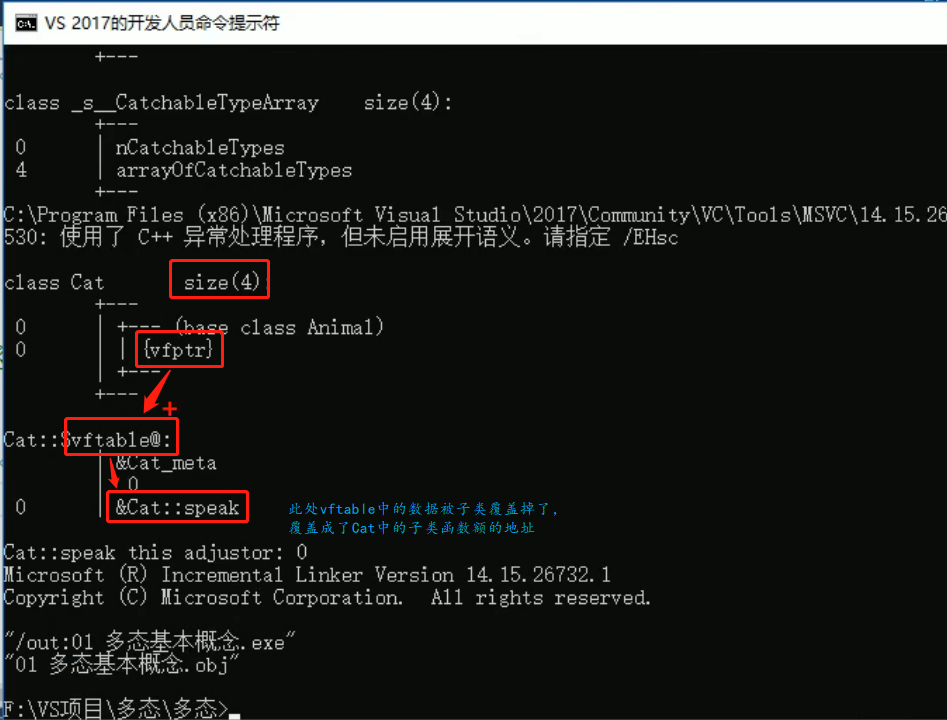 VS 2017的开发人员命令提示符
+---
class _s__CatchableTypeArray size(4):
+---
0 | nCatchableTypes
4 | arrayOfCatchableTypes
+---
C:\Program Files (x86)\Microsoft Visual Studio\2017\Community\VC\Tools\MSVC\14.15.26
530: 使用了 C++ 异常处理程序，但未启用展开语义。请指定 /EHsc
class Cat size(4)
+---
0 | +--- (base class Animal)
0 | | {vfptr}
| +---
+---
Cat::$vftable@:
| &Cat_meta
| 0
0 | &Cat::speak
此处vftable中的数据被子类覆盖掉了，
覆盖成了Cat中的子类函数额的地址
Cat::speak this adjustor: 0
Microsoft (R) Incremental Linker Version 14.15.26732.1
Copyright (C) Microsoft Corporation. All rights reserved.
"/out:01 多态基本概念.exe"
"01 多态基本概念.obj"
F:\VS项目\多态\多态>